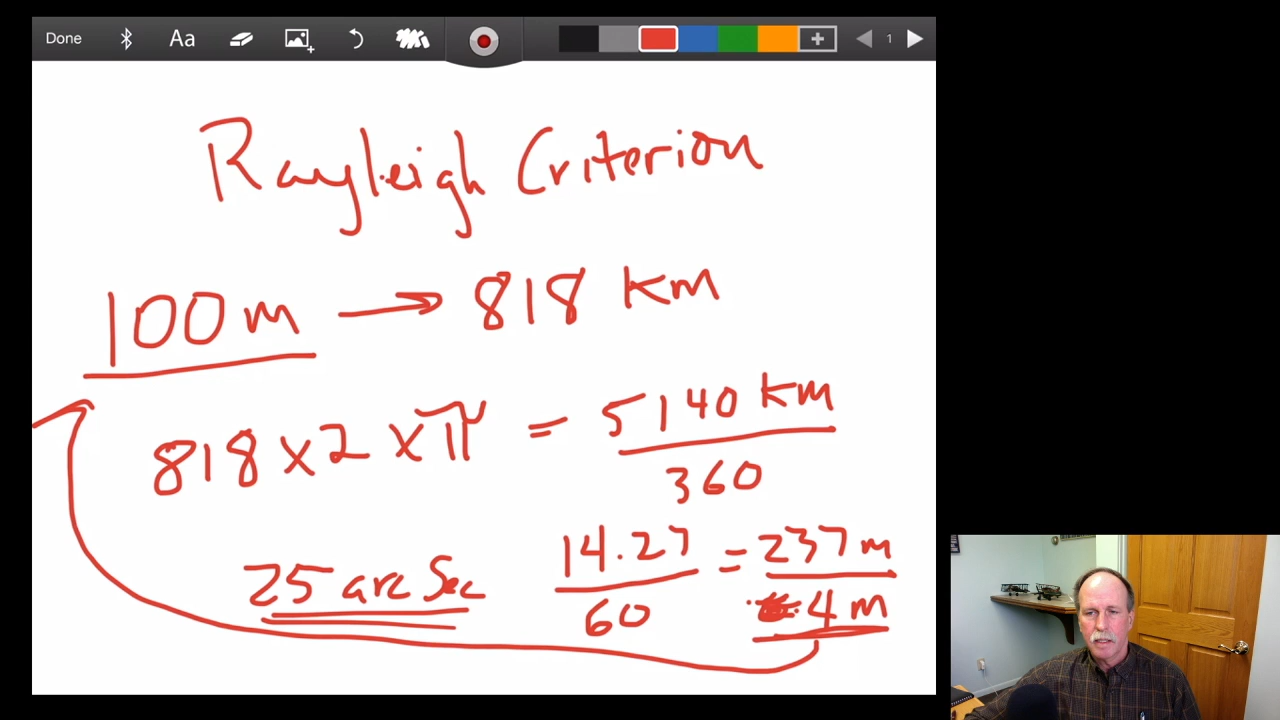 Done Aa 1
Rayleigh Criterion
100 m → 818 km
818 x 2 x π = 5140 km
360
14.27 = 237 m
25 arc Sec
60
4 m